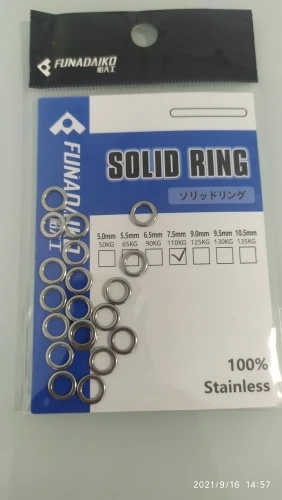 FUNADAIKO
船大工
FUNADAIKO
SOLID RING
ソリッドリング
5.0mm 5.5mm 6.5mm 7.5mm 9.0mm 9.5mm 10.5mm
50KG 65KG 90KG 110KG 125KG 130KG 135KG
100%
Stainless
2021/9/16 14:57